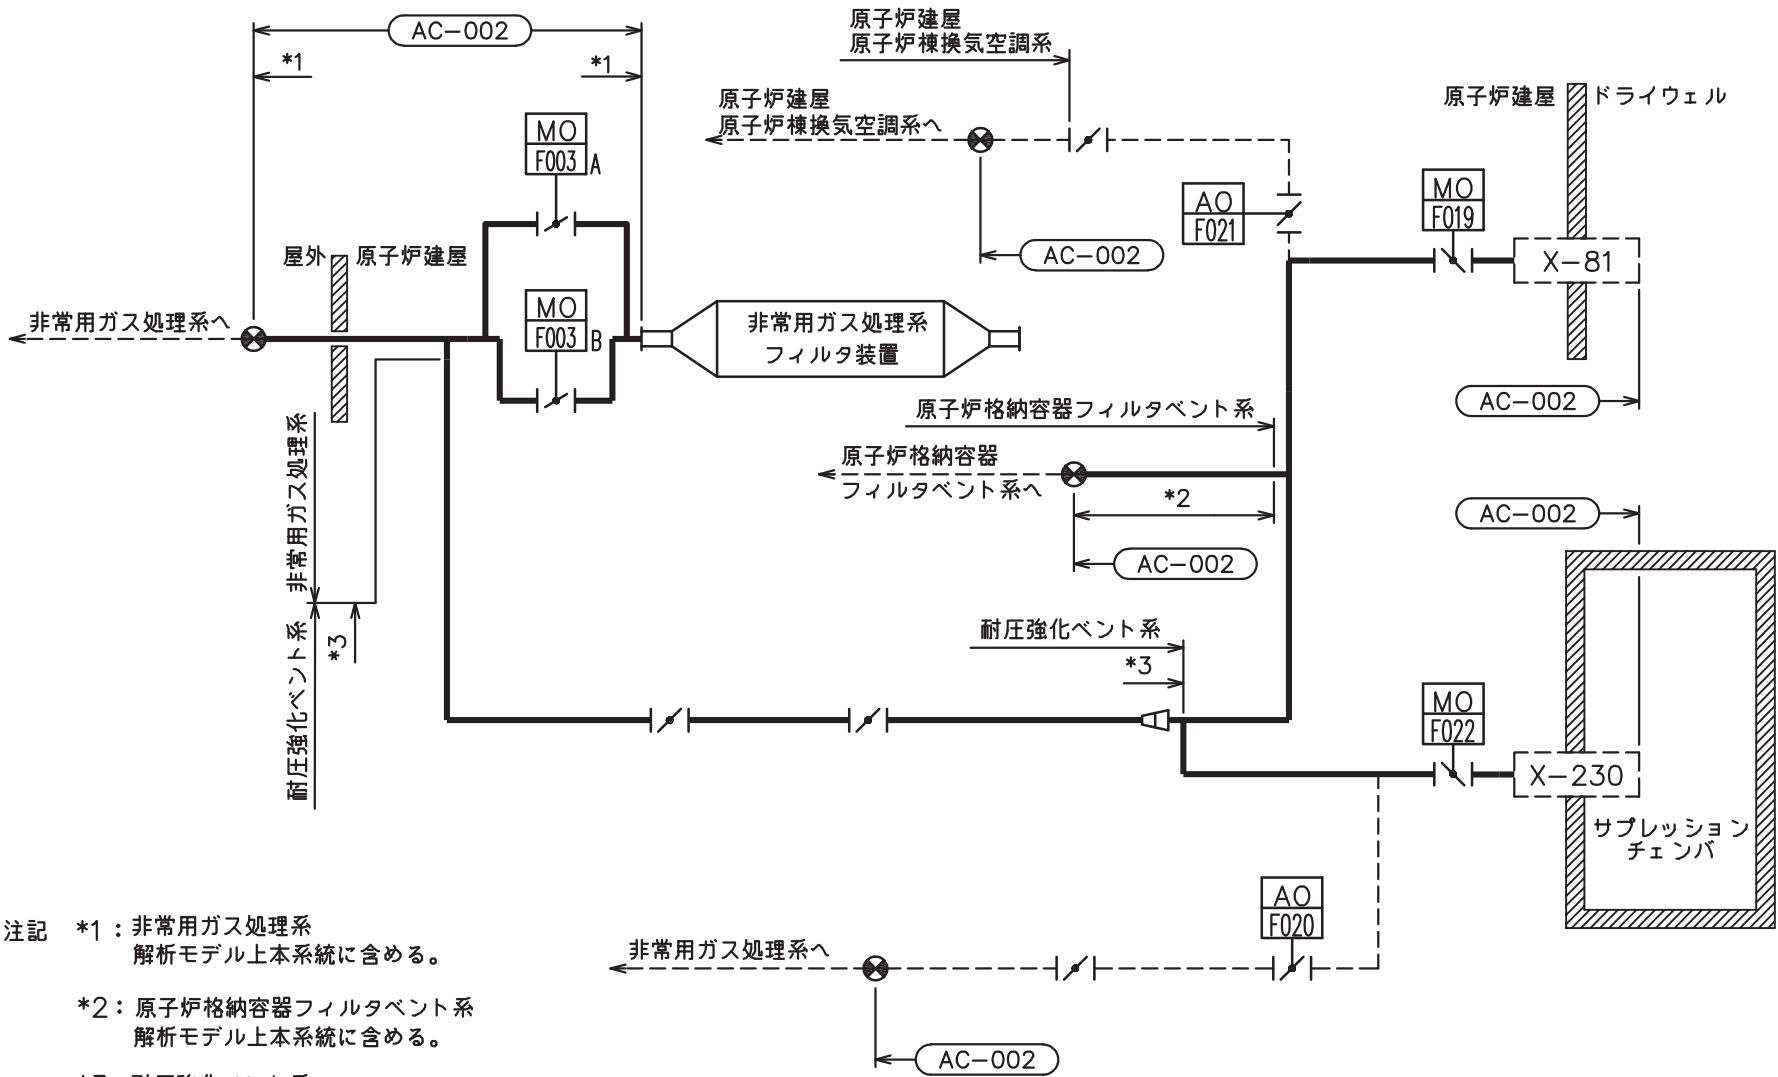 AC-002
*1
*1
原子炉建屋
原子炉棟換気空調系
原子炉建屋
原子炉棟換気空調系へ
原子炉建屋
ドライウェル
MO
F003
A
AO
F021
MO
F019
AC-002
X-81
屋外
原子炉建屋
MO
F003
B
非常用ガス処理系へ
非常用ガス処理系
フィルタ装置
AC-002
原子炉格納容器フィルタベント系
原子炉格納容器
フィルタベント系へ
*2
AC-002
AC-002
非常用ガス処理系
耐圧強化ベント系
*3
耐圧強化ベント系
*3
MO
F022
X-230
サプレッション
チェンバ
AO
F020
非常用ガス処理系へ
AC-002
注記 *1：非常用ガス処理系
解析モデル上本系統に含める。
*2：原子炉格納容器フィルタベント系
解析モデル上本系統に含める。